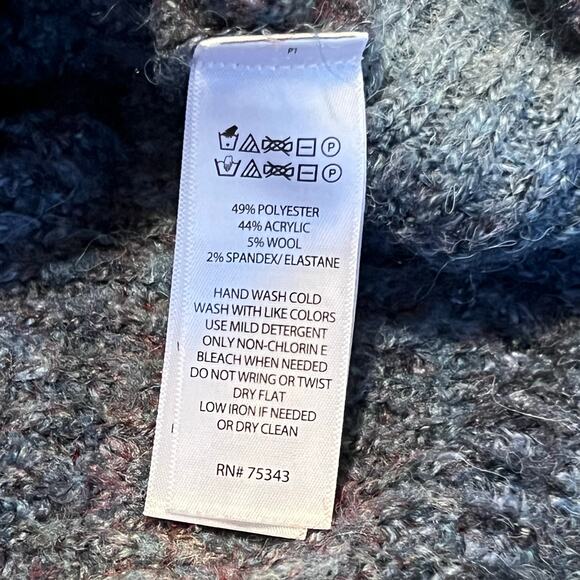 P1
P
P
49% POLYESTER
44% ACRYLIC
5% WOOL
2% SPANDEX/ ELASTANE
HAND WASH COLD
WASH WITH LIKE COLORS
USE MILD DETERGENT
ONLY NON-CHLORIN E
BLEACH WHEN NEEDED
DO NOT WRING OR TWIST
DRY FLAT
LOW IRON IF NEEDED
OR DRY CLEAN
RN# 75343